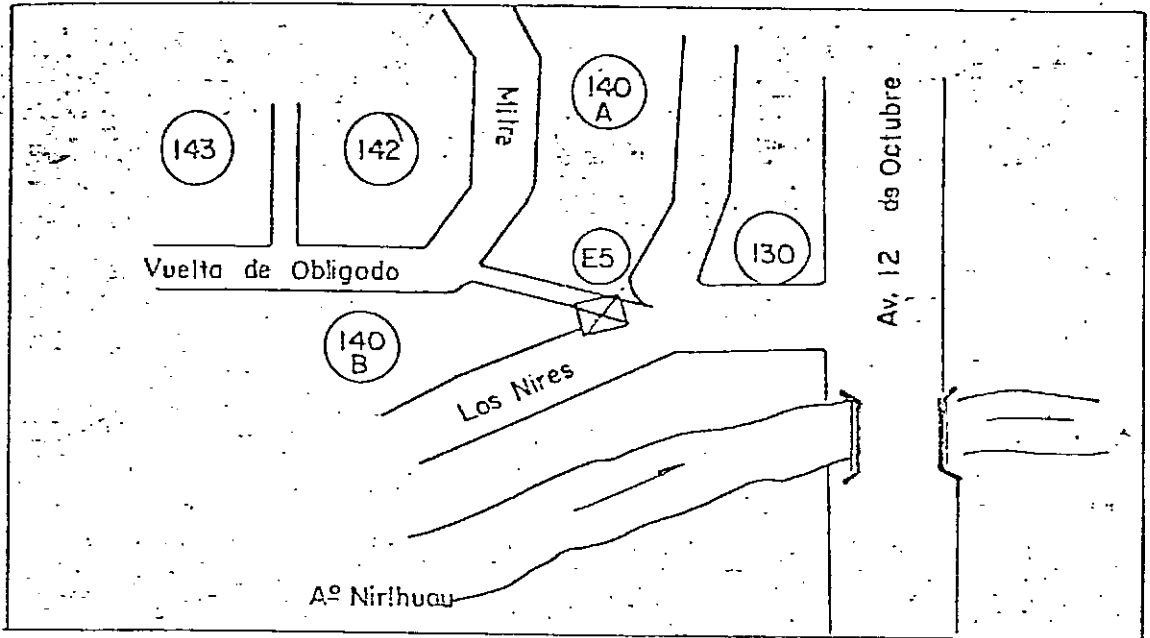 143
142
Mitre
140
A
Av. 12 de Octubre
Vuelta de Obligado
E5
130
140
B
Los Nires
Aº Nirihuau